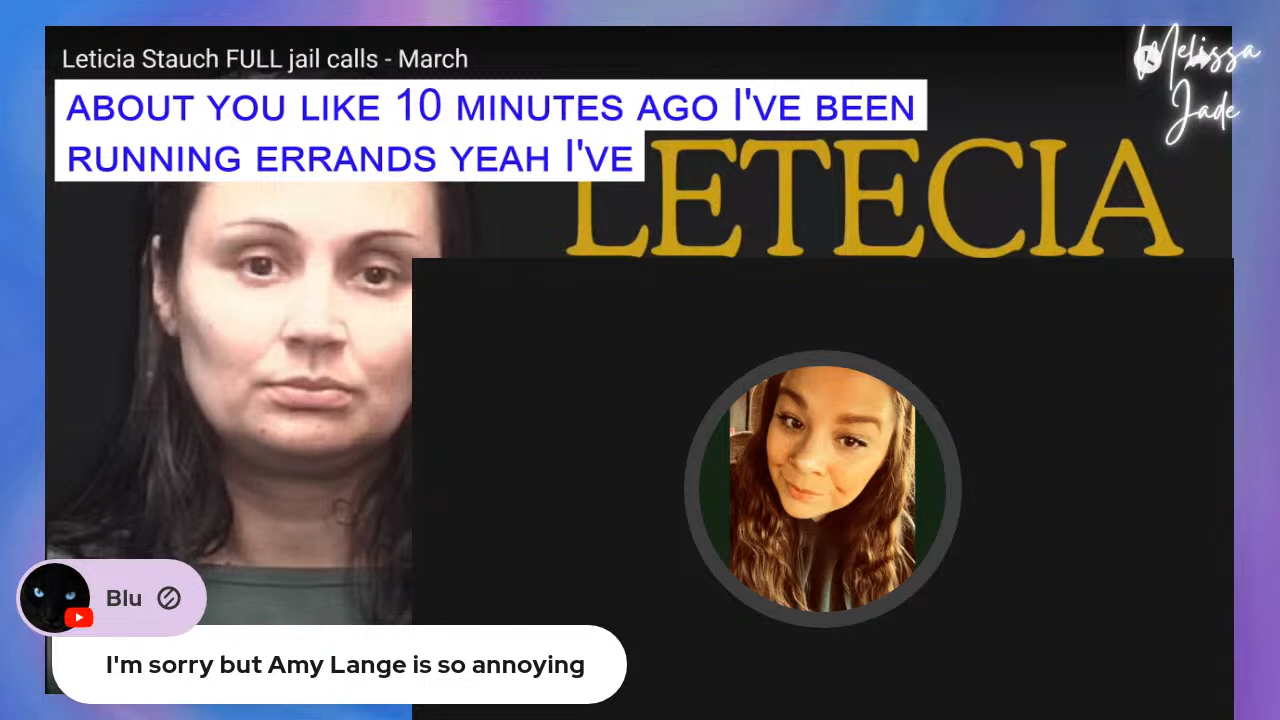 Leticia Stauch FULL jail calls - March
Melissa
Jade
ABOUT YOU LIKE 10 MINUTES AGO I'VE BEEN
RUNNING ERRANDS YEAH I'VE
LETECIA
Blu
I'm sorry but Amy Lange is so annoying